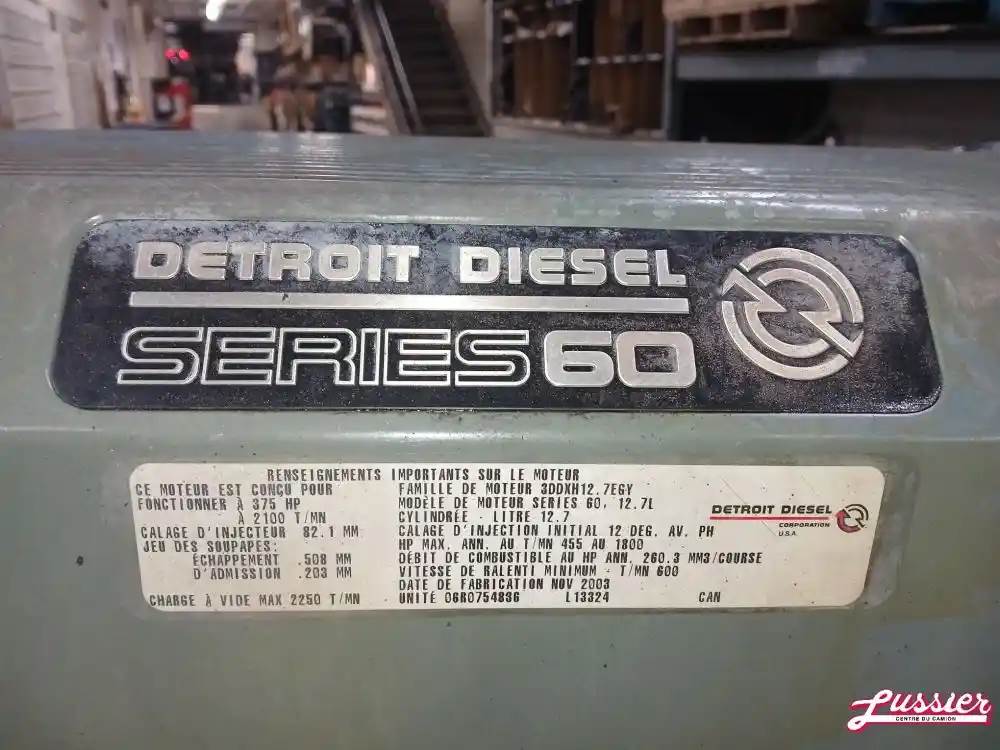 DETROIT DIESEL
SERIES 60
RENSEIGNEMENTS IMPORTANTS SUR LE MOTEUR
CE MOTEUR EST CONÇU POUR
FONCTIONNER À 375 HP
À 2100 T/MN
CALAGE D'INJECTEUR 82.1 MM
JEU DES SOUPAPES:
ÉCHAPPEMENT .508 MM
D'ADMISSION .203 MM
CHARGE À VIDE MAX 2250 T/MN
FAMILLE DE MOTEUR 3DDXH12.7EGY
MODÈLE DE MOTEUR SERIES 60, 12.7L
CYLINDRÉE - LITRE 12.7
CALAGE D'INJECTION INITIAL 12 DEG. AV. PH
HP MAX. ANN. AU T/MN 455 AU 1800
DÉBIT DE COMBUSTIBLE AU HP ANN. 260.3 MM3/COURSE
VITESSE DE RALENTI MINIMUM - T/MN 600
DATE DE FABRICATION NOV 2003
UNITÉ 06R0754836 L13324 CAN
DETROIT DIESEL
CORPORATION
U.S.A.
Lussier
CENTRE DU CAMION